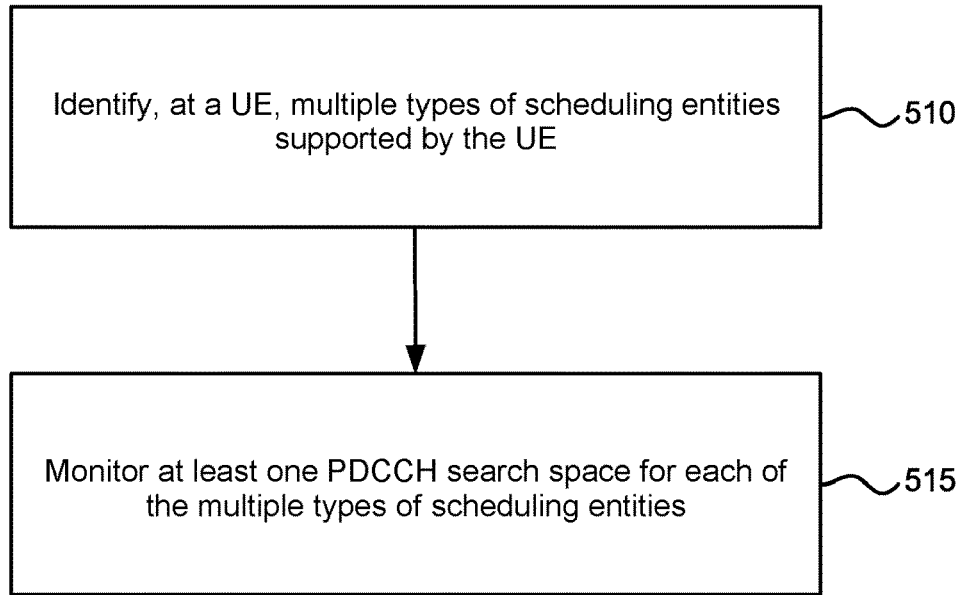 Identify, at a UE, multiple types of scheduling entities
supported by the UE
510
Monitor at least one PDCCH search space for each of
the multiple types of scheduling entities
515